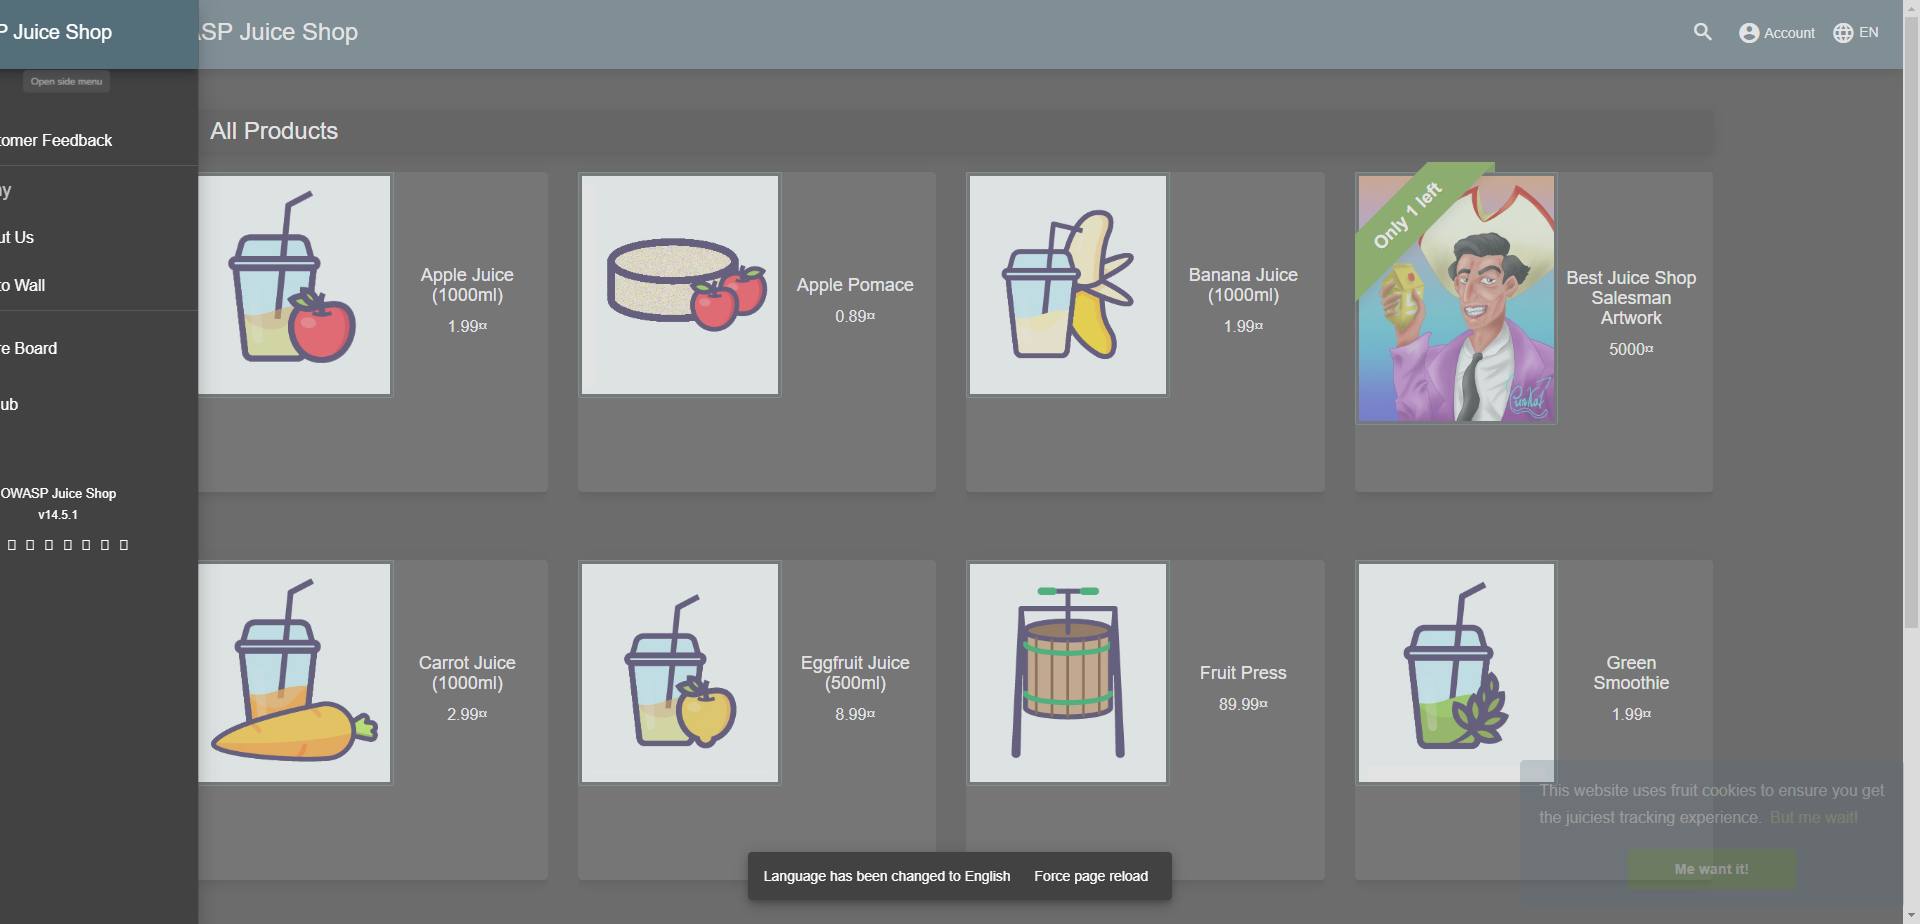 P Juice Shop
ASP Juice Shop
Account
EN
Open side menu
tomer Feedback
ny
ut Us
to Wall
re Board
ub
OWASP Juice Shop
v14.5.1
All Products
Apple Juice
(1000ml)
1.99¤
Apple Pomace
0.89¤
Banana Juice
(1000ml)
1.99¤
Only 1 left
Best Juice Shop
Salesman
Artwork
5000¤
Carrot Juice
(1000ml)
2.99¤
Eggfruit Juice
(500ml)
8.99¤
Fruit Press
89.99¤
Green
Smoothie
1.99¤
This website uses fruit cookies to ensure you get
the juiciest tracking experience. But me wait!
Me want it!
Language has been changed to English Force page reload